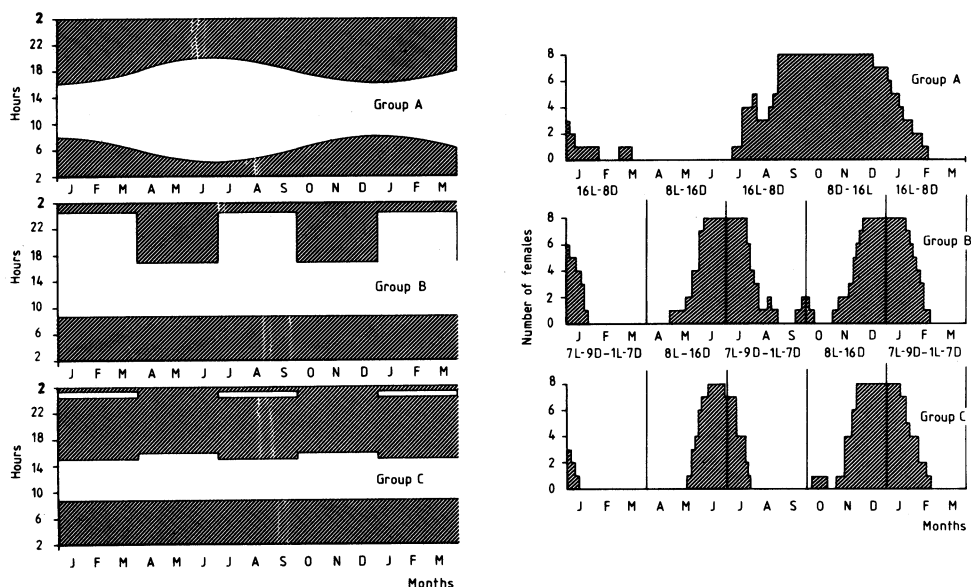 2
22
18
14
10
6
2
Hours
Group A
J F M A M J J A S O N D J F M
2
22
18
14
10
6
2
Hours
Group B
J F M A M J J A S O N D J F M
2
22
18
14
10
6
2
Hours
Group C
J F M A M J J A S O N D J F M
Months
8
6
4
2
0
Group A
J F M A M J J A S O N D J F M
16L-8D 8L-16D 16L-8D 8D-16L 16L-8D
8
6
4
2
0
Number of females
Group B
J F M A M J J A S O N D J F M
7L-9D-1L-7D 8L-16D 7L-9D-1L-7D 8L-16D 7L-9D-1L-7D
8
6
4
2
0
Group C
J F M A M J J A S O N D J F M
Months